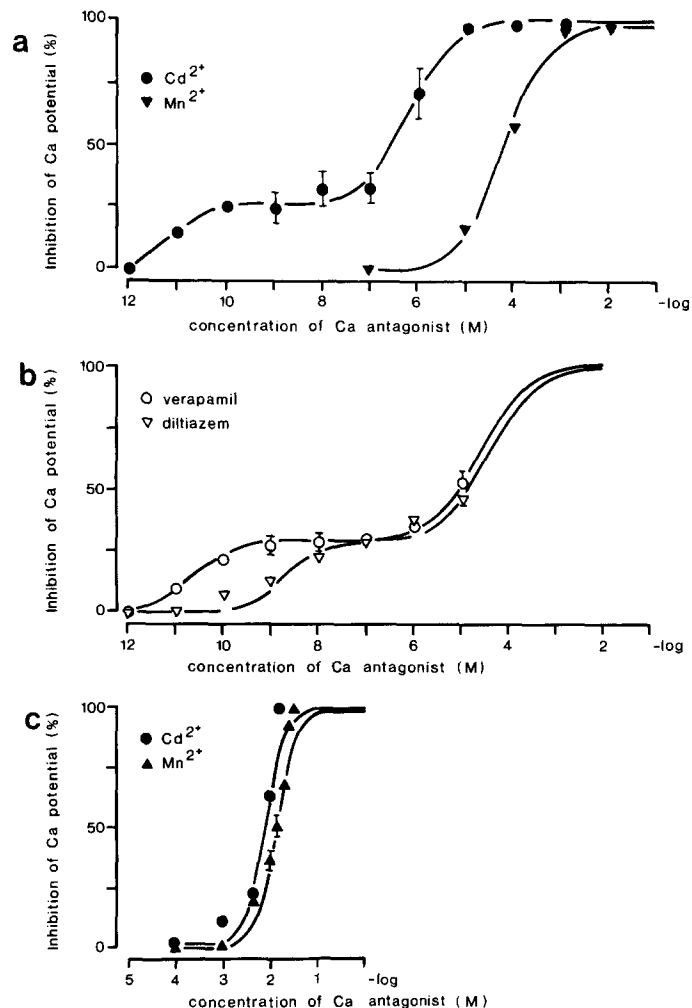 a
Inhibition of Ca potential (%)
100
50
0
● Cd²⁺
▼ Mn²⁺
12 10 8 6 4 2 -log
concentration of Ca antagonist (M)
b
Inhibition of Ca potential (%)
100
50
0
○ verapamil
▽ diltiazem
12 10 8 6 4 2 -log
concentration of Ca antagonist (M)
c
Inhibition of Ca potential (%)
100
50
0
● Cd²⁺
▲ Mn²⁺
5 4 3 2 1 -log
concentration of Ca antagonist (M)